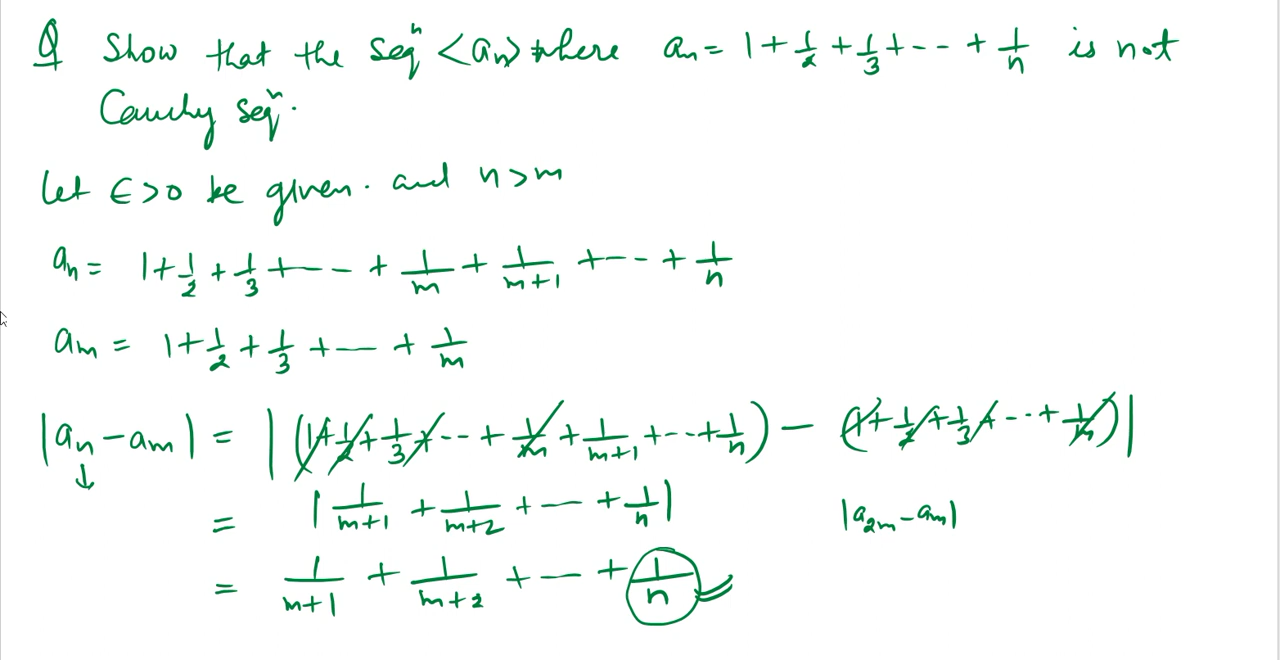 Q Show that the seqⁿ <aₙ> where aₙ = 1 + 1/2 + 1/3 + -- + 1/n is not
Cauchy seqⁿ.
Let ϵ>0 be given. and n>m
aₙ = 1 + 1/2 + 1/3 + --- + 1/m + 1/(m+1) + --- + 1/n
aₘ = 1 + 1/2 + 1/3 + -- + 1/m
|aₙ - aₘ| = |(1 + 1/2 + 1/3 + -- + 1/m + 1/(m+1) + -- + 1/n) - (1 + 1/2 + 1/3 + --- + 1/m)|
↓
= |1/(m+1) + 1/(m+2) + -- + 1/n| |a₂ₘ - aₘ|
= 1/(m+1) + 1/(m+2) + -- + 1/n